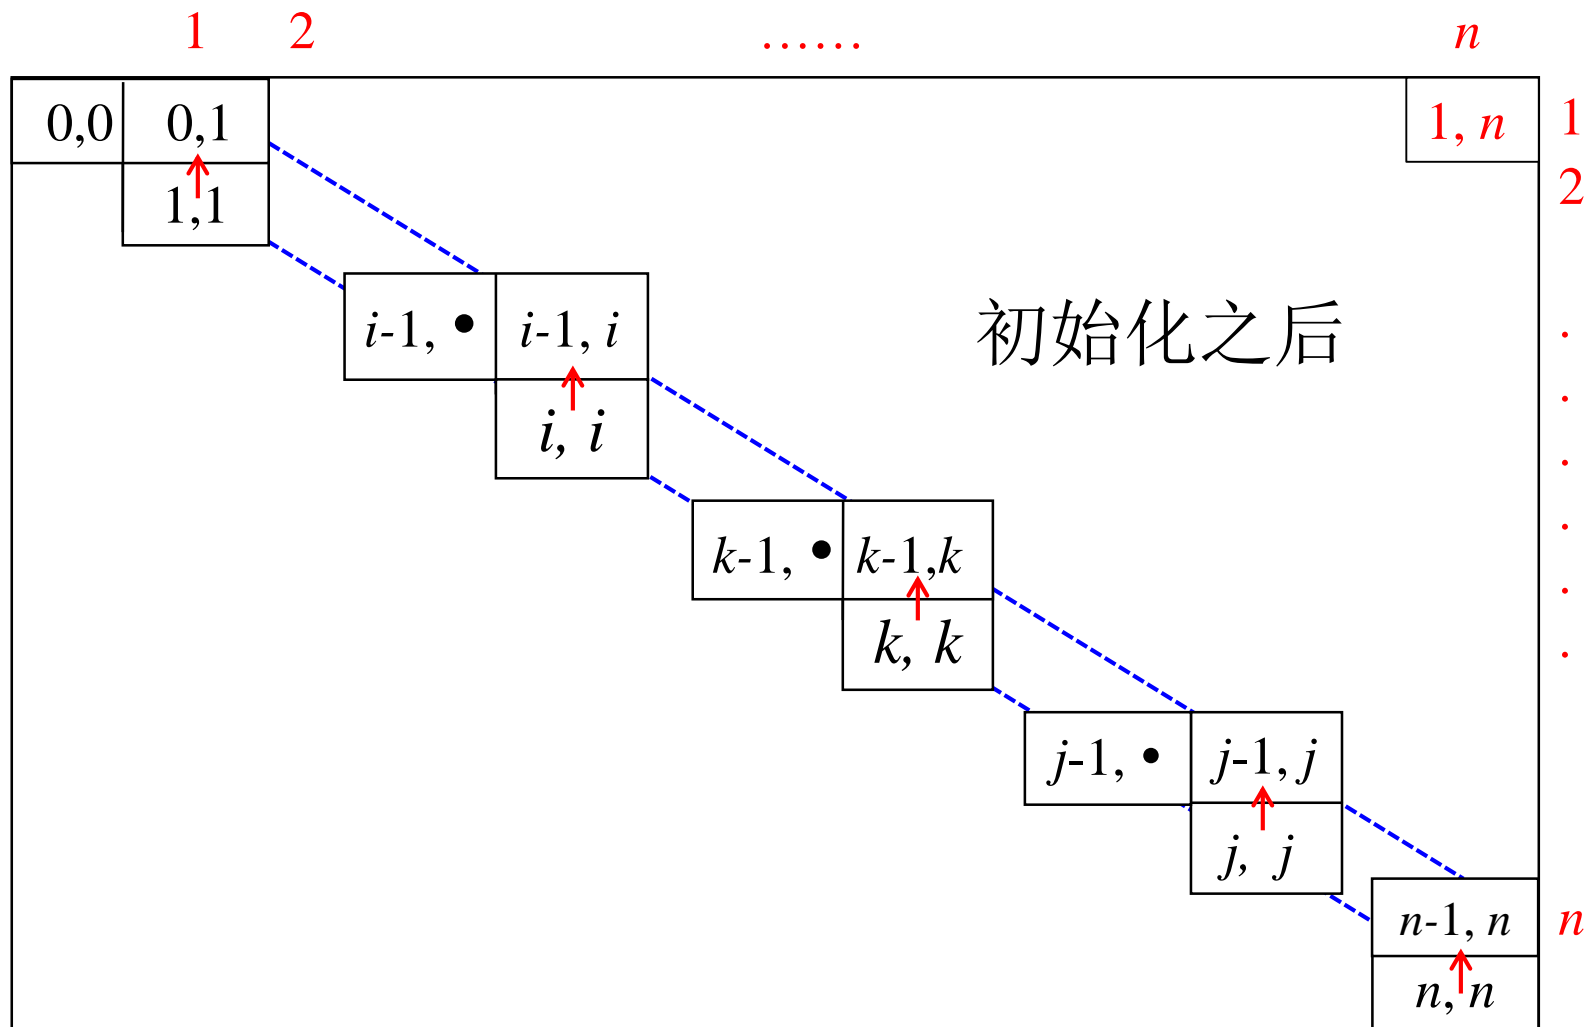 1 2 …… n
0,0 0,1 1, n 1
1,1 2
i-1, • i-1, i 初始化之后 .
.
i, i .
k-1, • k-1,k .
.
k, k .
j-1, • j-1, j
j, j
n-1, n n
n, n